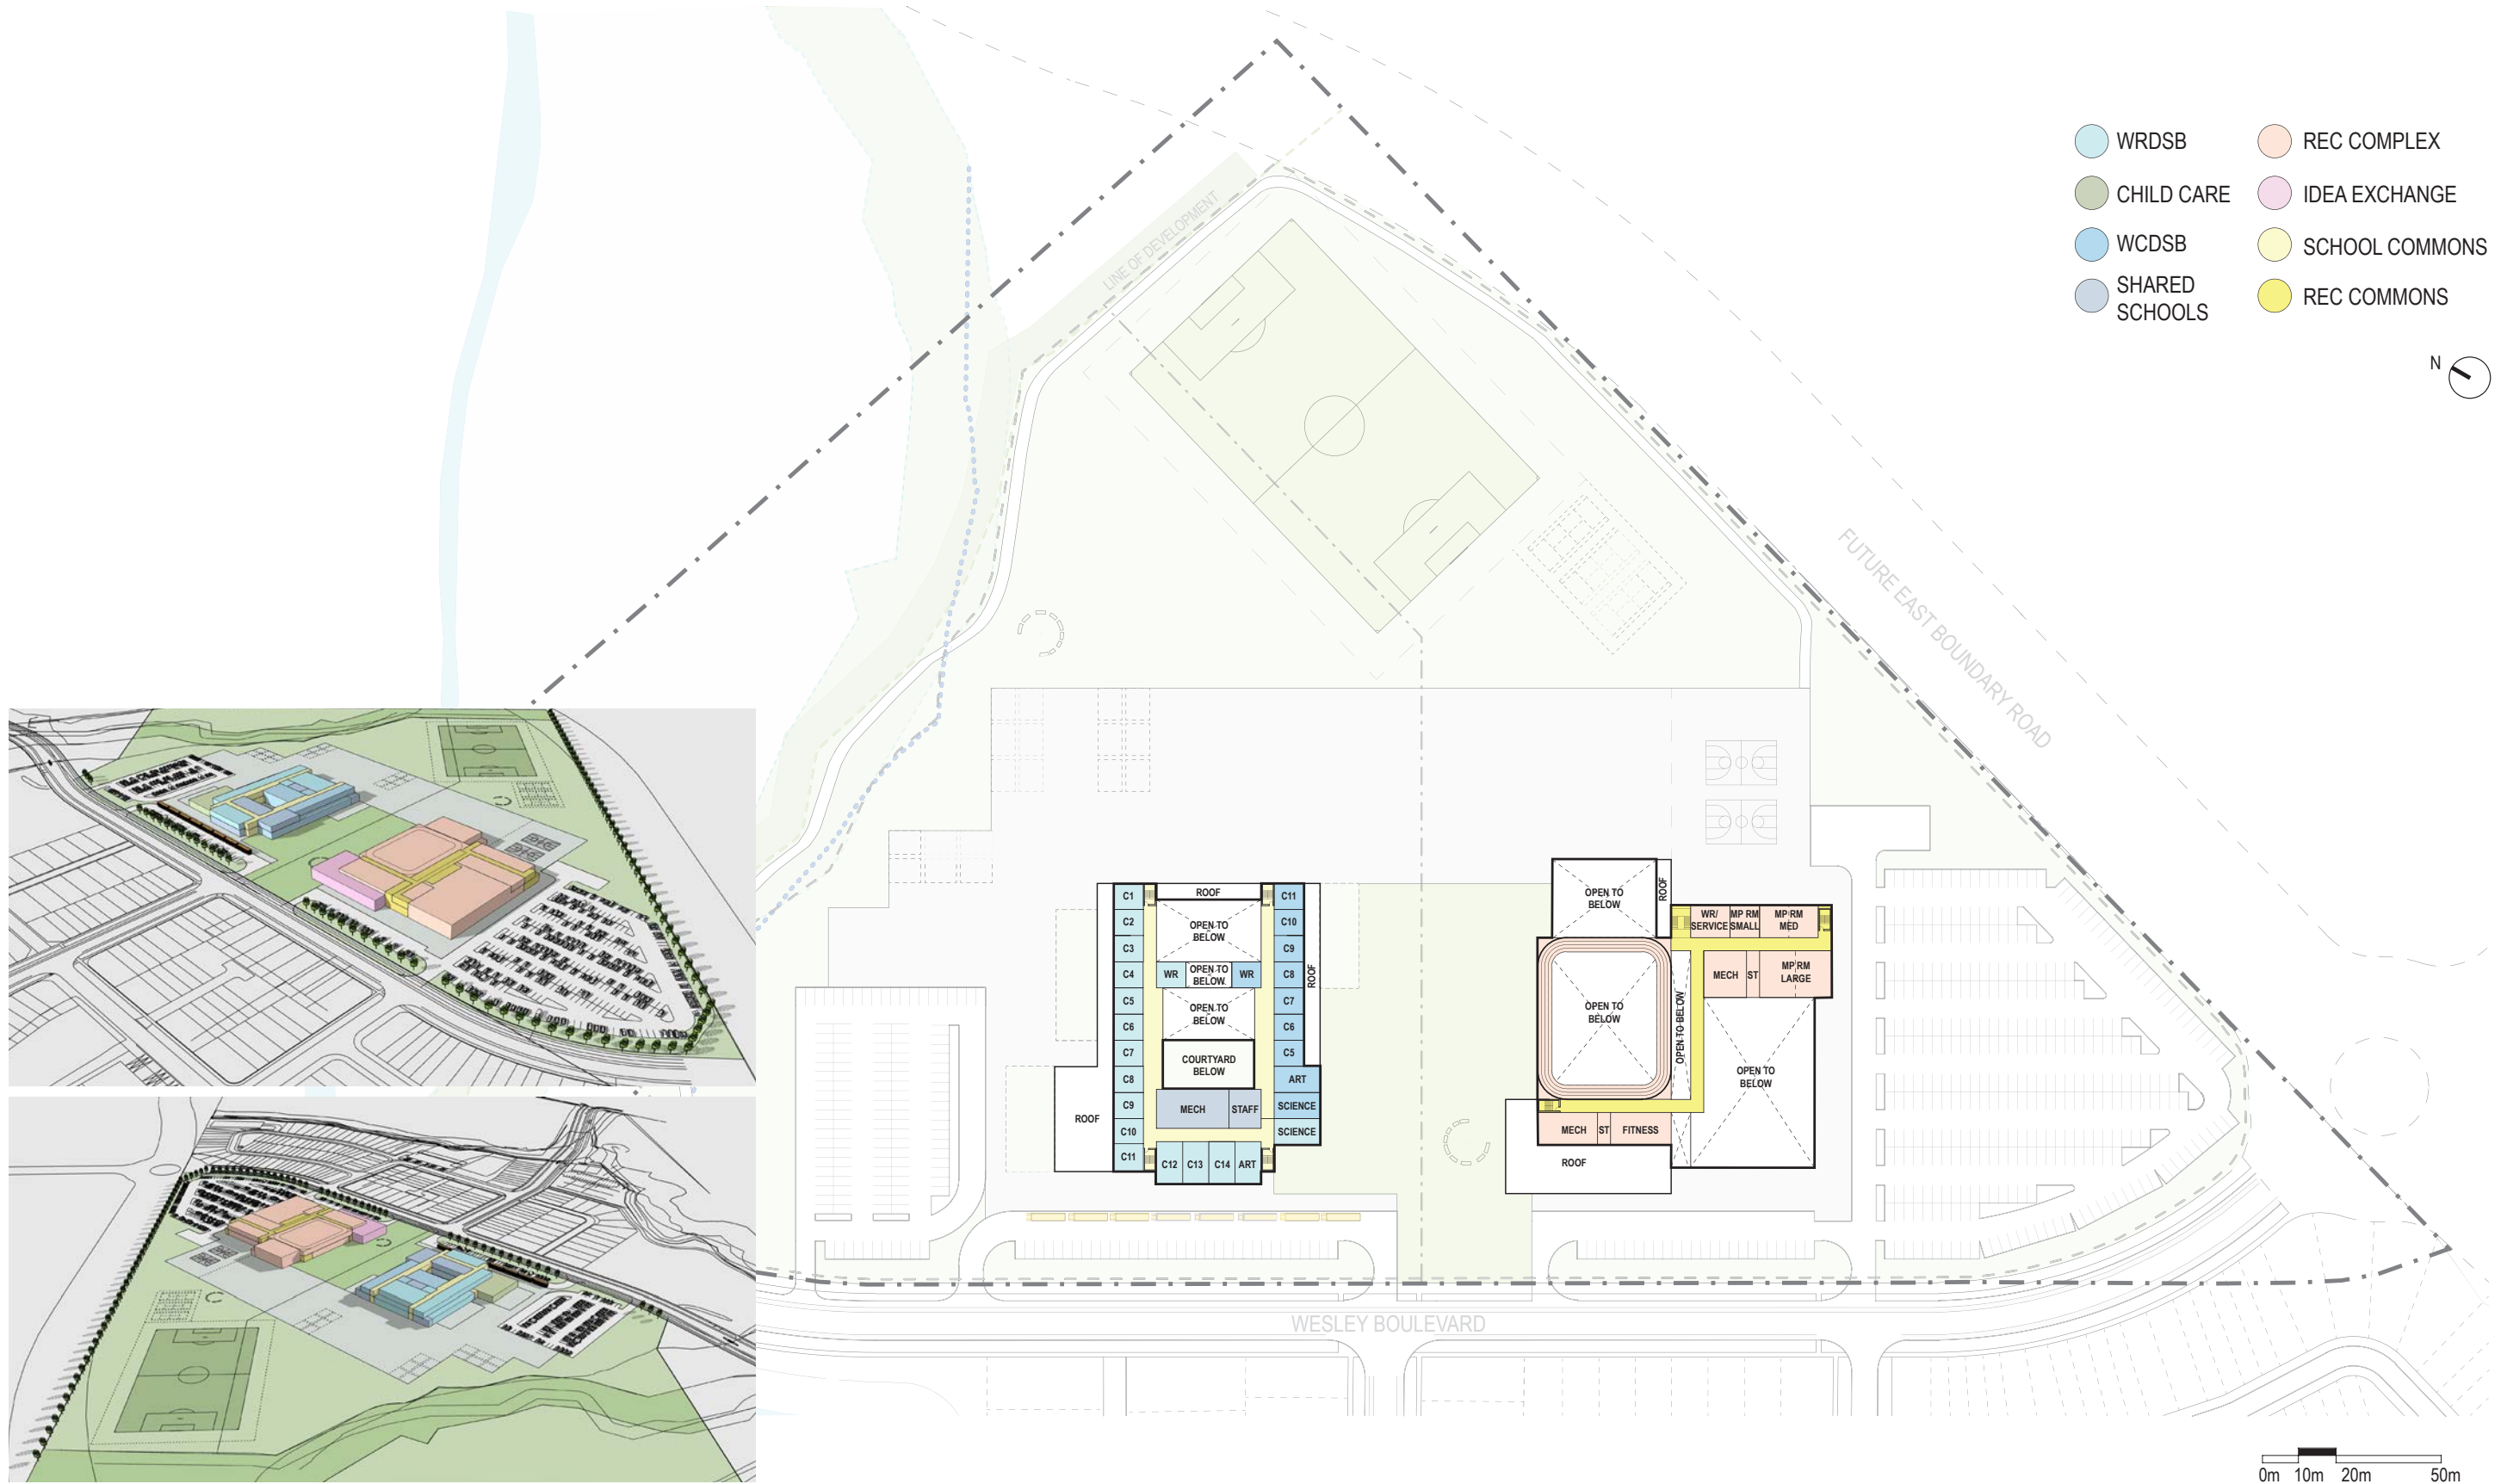 WRDSB
CHILD CARE
WCDSB
SHARED
SCHOOLS
REC COMPLEX
IDEA EXCHANGE
SCHOOL COMMONS
REC COMMONS
N
LINE OF DEVELOPMENT
FUTURE EAST BOUNDARY ROAD
C1
C2
C3
C4
C5
C6
C7
C8
C9
C10
C11
ROOF
ROOF
OPEN TO
BELOW
WR
OPEN TO
BELOW
WR
OPEN TO
BELOW
COURTYARD
BELOW
MECH
STAFF
C12
C13
C14
ART
C11
C10
C9
C8
C7
C6
C5
ART
SCIENCE
SCIENCE
ROOF
OPEN TO
BELOW
ROOF
WR/
SERVICE
MP RM
SMALL
MP RM
MED
MECH
ST
MP RM
LARGE
OPEN TO
BELOW
OPEN TO BELOW
OPEN TO
BELOW
MECH
ST
FITNESS
ROOF
WESLEY BOULEVARD
0m 10m 20m 50m